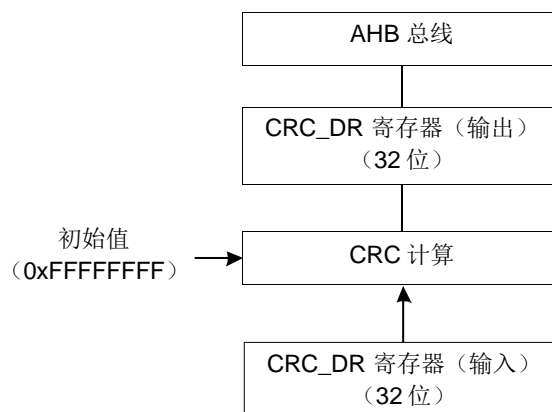 AHB 总线
CRC_DR 寄存器（输出）
（32 位）
初始值
（0xFFFFFFFF）
CRC 计算
CRC_DR 寄存器（输入）
（32 位）